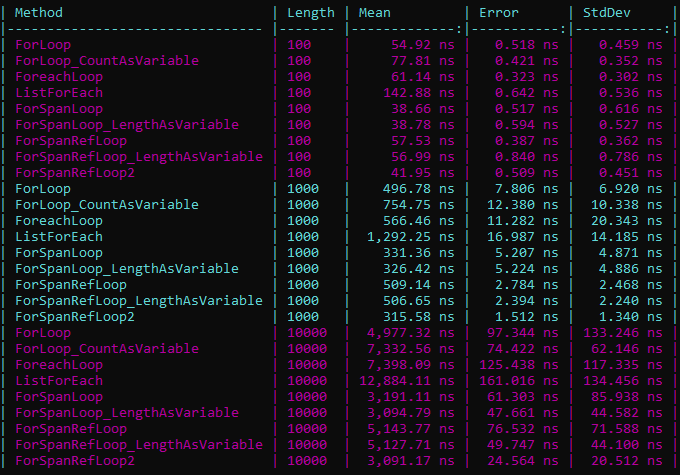 | Method | Length | Mean | Error | StdDev |
|-------------------------------- |------- |-------------:|-----------:|-----------:|
| ForLoop | 100 | 54.92 ns | 0.518 ns | 0.459 ns |
| ForLoop_CountAsVariable | 100 | 77.81 ns | 0.421 ns | 0.352 ns |
| ForeachLoop | 100 | 61.14 ns | 0.323 ns | 0.302 ns |
| ListForEach | 100 | 142.88 ns | 0.642 ns | 0.536 ns |
| ForSpanLoop | 100 | 38.66 ns | 0.517 ns | 0.616 ns |
| ForSpanLoop_LengthAsVariable | 100 | 38.78 ns | 0.594 ns | 0.527 ns |
| ForSpanRefLoop | 100 | 57.53 ns | 0.387 ns | 0.362 ns |
| ForSpanRefLoop_LengthAsVariable | 100 | 56.99 ns | 0.840 ns | 0.786 ns |
| ForSpanRefLoop2 | 100 | 41.95 ns | 0.509 ns | 0.451 ns |
| ForLoop | 1000 | 496.78 ns | 7.806 ns | 6.920 ns |
| ForLoop_CountAsVariable | 1000 | 754.75 ns | 12.380 ns | 10.338 ns |
| ForeachLoop | 1000 | 566.46 ns | 11.282 ns | 20.343 ns |
| ListForEach | 1000 | 1,292.25 ns | 16.987 ns | 14.185 ns |
| ForSpanLoop | 1000 | 331.36 ns | 5.207 ns | 4.871 ns |
| ForSpanLoop_LengthAsVariable | 1000 | 326.42 ns | 5.224 ns | 4.886 ns |
| ForSpanRefLoop | 1000 | 509.14 ns | 2.784 ns | 2.468 ns |
| ForSpanRefLoop_LengthAsVariable | 1000 | 506.65 ns | 2.394 ns | 2.240 ns |
| ForSpanRefLoop2 | 1000 | 315.58 ns | 1.512 ns | 1.340 ns |
| ForLoop | 10000 | 4,977.32 ns | 97.344 ns | 133.246 ns |
| ForLoop_CountAsVariable | 10000 | 7,332.56 ns | 74.422 ns | 62.146 ns |
| ForeachLoop | 10000 | 7,398.09 ns | 125.438 ns | 117.335 ns |
| ListForEach | 10000 | 12,884.11 ns | 161.016 ns | 134.456 ns |
| ForSpanLoop | 10000 | 3,191.11 ns | 61.303 ns | 85.938 ns |
| ForSpanLoop_LengthAsVariable | 10000 | 3,094.79 ns | 47.661 ns | 44.582 ns |
| ForSpanRefLoop | 10000 | 5,143.77 ns | 76.532 ns | 71.588 ns |
| ForSpanRefLoop_LengthAsVariable | 10000 | 5,127.71 ns | 49.747 ns | 44.100 ns |
| ForSpanRefLoop2 | 10000 | 3,091.17 ns | 24.564 ns | 20.512 ns |